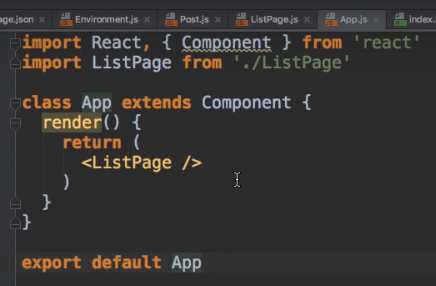 age.json Environment.js Post.js ListPage.js App.js index.
import React, { Component } from 'react'
import ListPage from './ListPage'
class App extends Component {
render() {
return (
<ListPage />
)
}
}
export default App